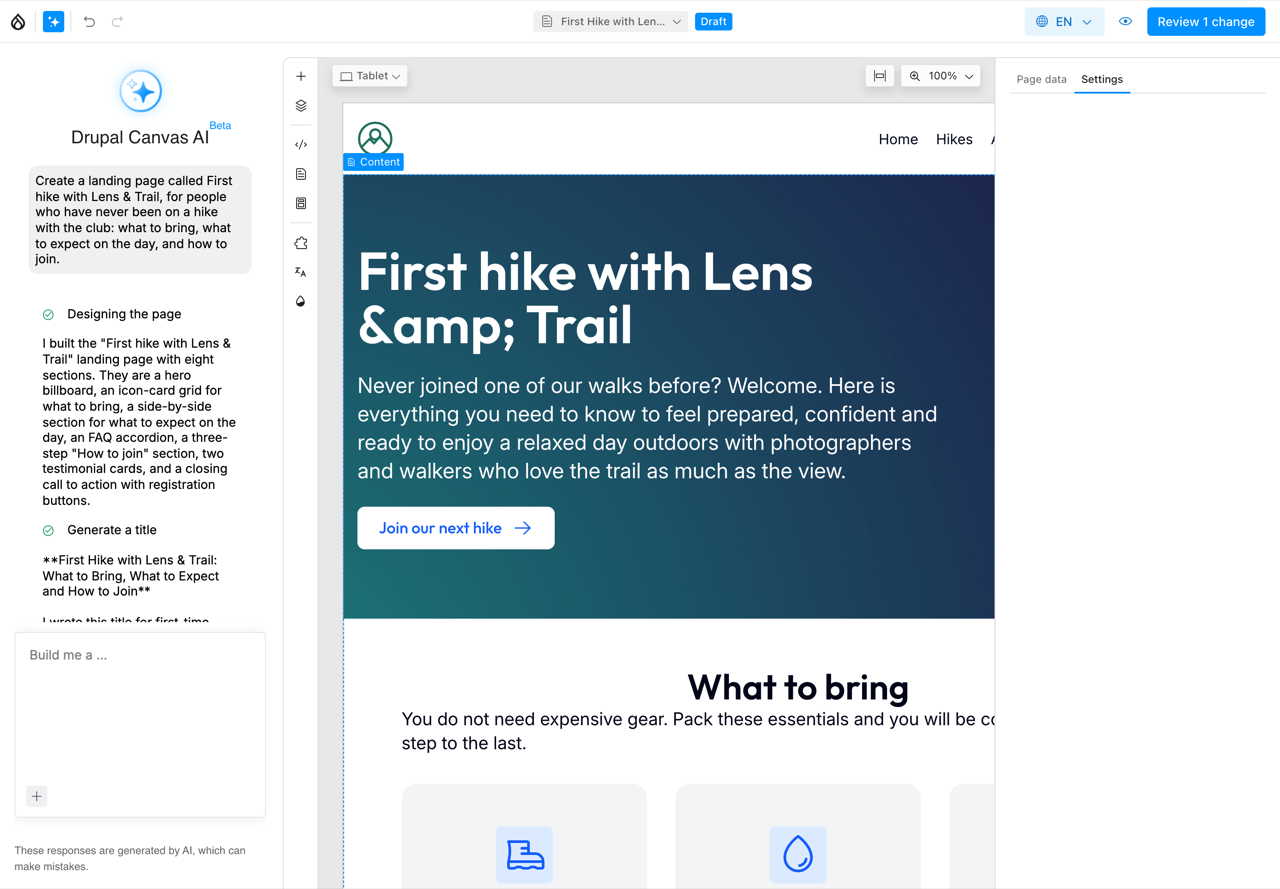 First Hike with Len...
Draft
EN
Review 1 change
Drupal Canvas AI
Beta
Create a landing page called First
hike with Lens & Trail, for people
who have never been on a hike
with the club: what to bring, what
to expect on the day, and how to
join.
Designing the page
I built the "First hike with Lens &
Trail" landing page with eight
sections. They are a hero
billboard, an icon-card grid for
what to bring, a side-by-side
section for what to expect on the
day, an FAQ accordion, a three-
step "How to join" section, two
testimonial cards, and a closing
call to action with registration
buttons.
Generate a title
**First Hike with Lens & Trail:
What to Bring, What to Expect
and How to Join**
I wrote this title for first-time
Build me a ...
These responses are generated by AI, which can
make mistakes.
Tablet
100%
Home
Hikes
Content
First hike with Lens
&amp; Trail
Never joined one of our walks before? Welcome. Here is
everything you need to know to feel prepared, confident and
ready to enjoy a relaxed day outdoors with photographers
and walkers who love the trail as much as the view.
Join our next hike
What to bring
You do not need expensive gear. Pack these essentials and you will be
step to the last.
Page data
Settings